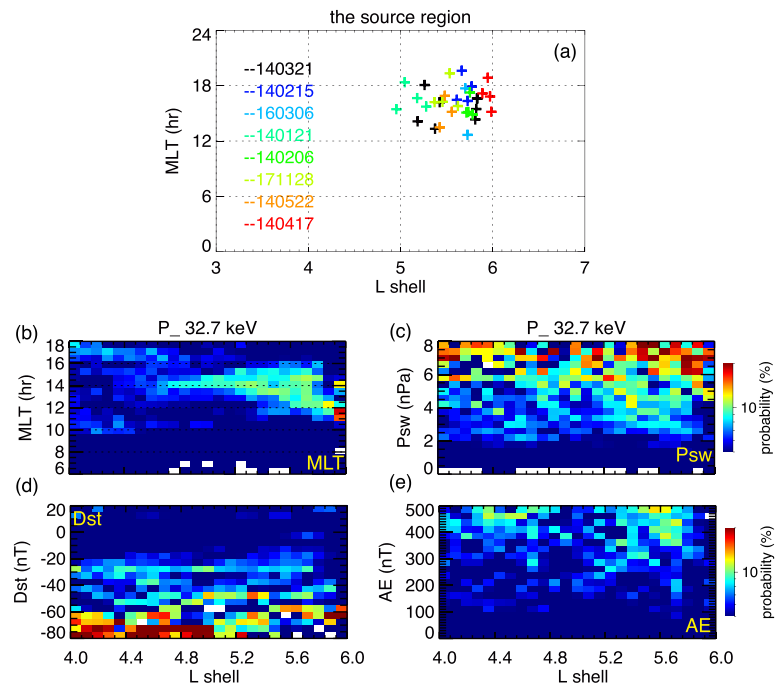 the source region
(a)
24
18
12
6
0
MLT (hr)
--140321
--140215
--160306
--140121
--140206
--171128
--140522
--140417
3 4 5 6 7
L shell
(b) P_ 32.7 keV
18
16
14
12
10
8
6
MLT (hr)
MLT
(c) P_ 32.7 keV
8
6
4
2
0
Psw (nPa)
Psw
probability (%)
10
(d)
20
0
-20
-40
-60
-80
Dst (nT)
Dst
4.0 4.4 4.8 5.2 5.6 6.0
L shell
(e)
500
400
300
200
100
0
AE (nT)
AE
4.0 4.4 4.8 5.2 5.6 6.0
L shell
probability (%)
10